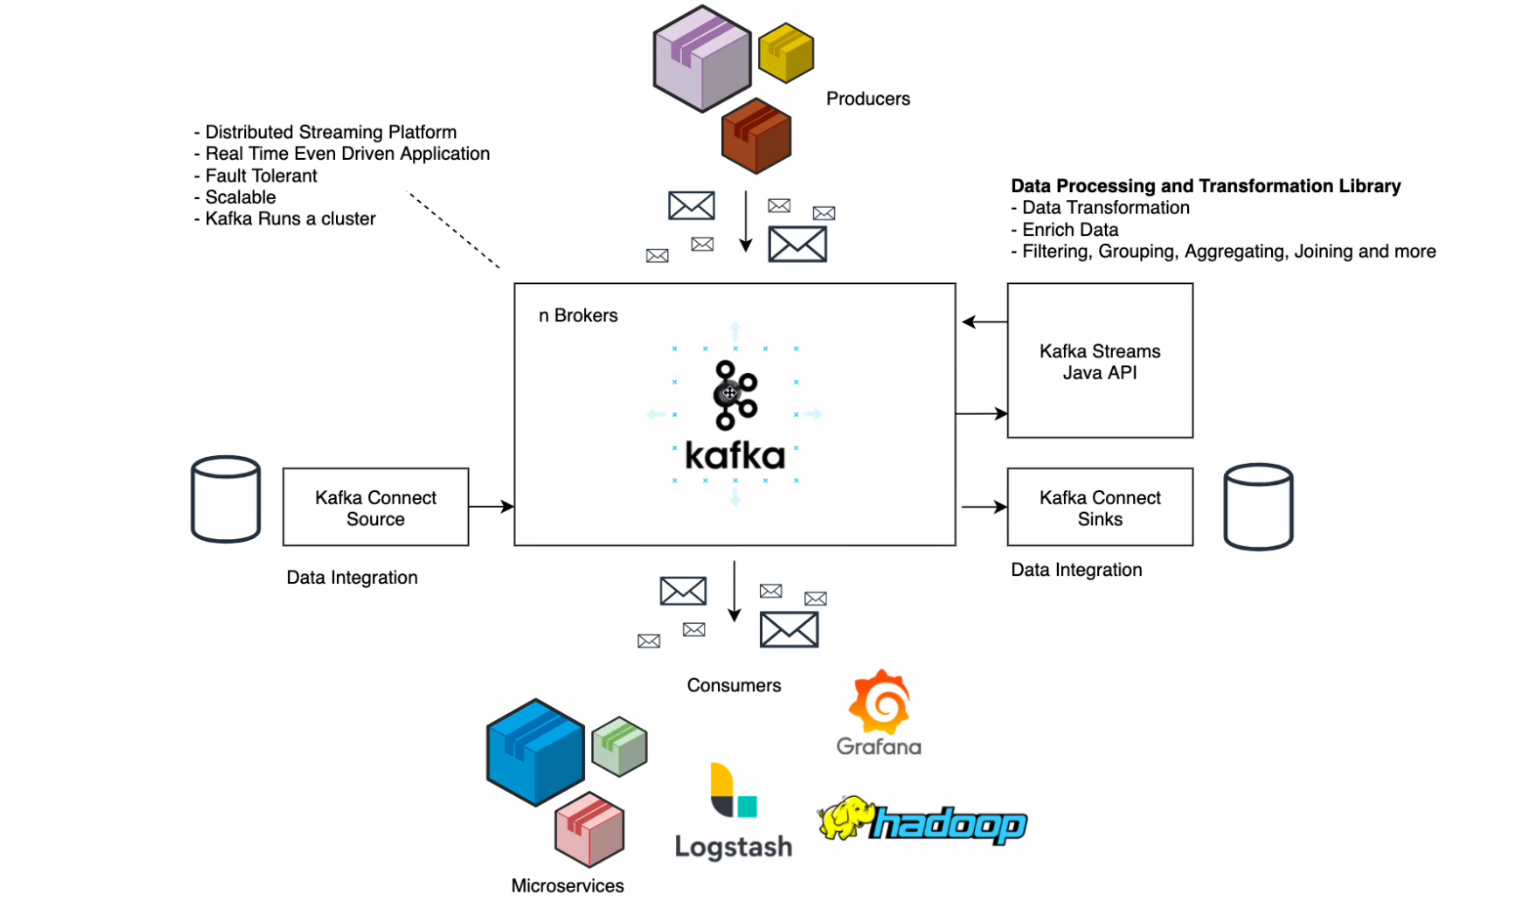 Producers
- Distributed Streaming Platform
- Real Time Even Driven Application
- Fault Tolerant
- Scalable
- Kafka Runs a cluster
Data Processing and Transformation Library
- Data Transformation
- Enrich Data
- Filtering, Grouping, Aggregating, Joining and more
n Brokers
kafka
Kafka Streams
Java API
Kafka Connect
Source
Data Integration
Kafka Connect
Sinks
Data Integration
Consumers
Grafana
Logstash
hadoop
Microservices